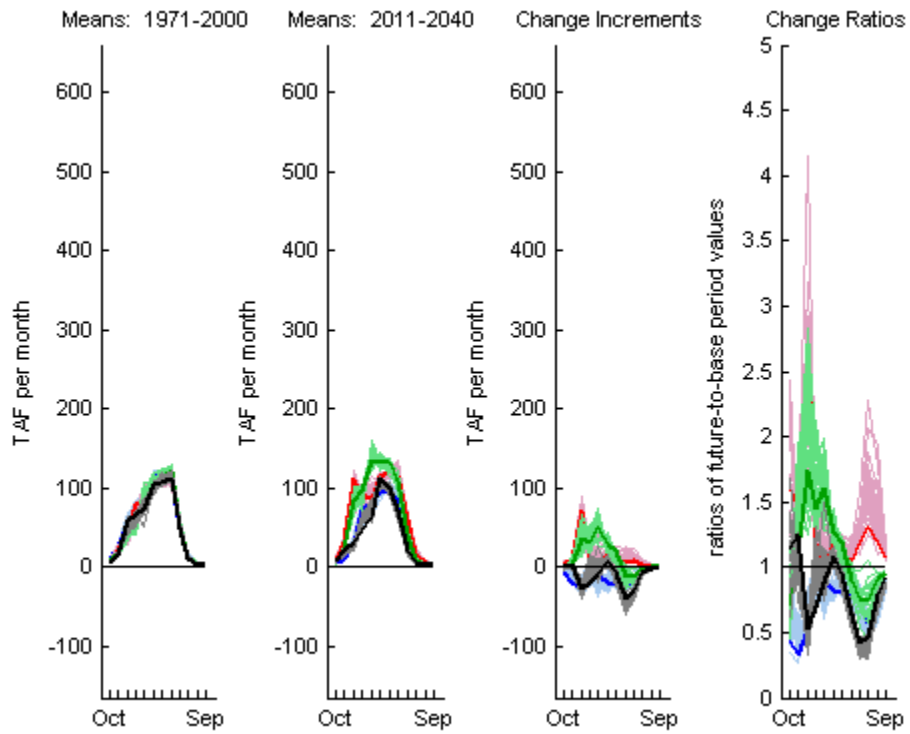 Means: 1971-2000
Means: 2011-2040
Change Increments
Change Ratios
TAF per month
600
500
400
300
200
100
0
-100
Oct
Sep
TAF per month
600
500
400
300
200
100
0
-100
Oct
Sep
TAF per month
600
500
400
300
200
100
0
-100
Oct
Sep
ratios of future-to-base period values
5
4.5
4
3.5
3
2.5
2
1.5
1
0.5
0
Oct
Sep